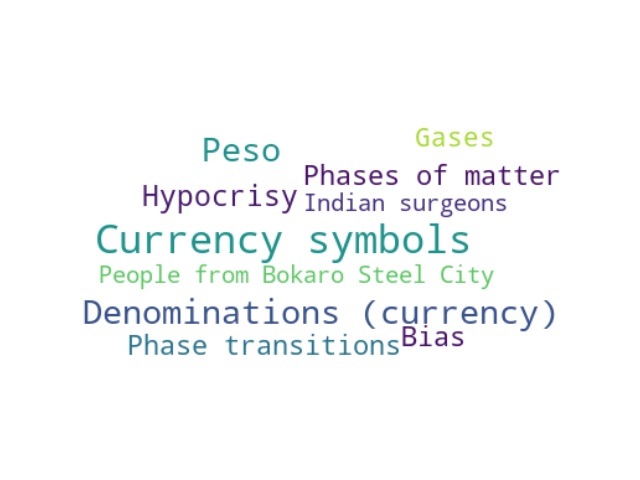 Gases
Peso
Phases of matter
Hypocrisy
Indian surgeons
Currency symbols
People from Bokaro Steel City
Denominations (currency)
Bias
Phase transitions